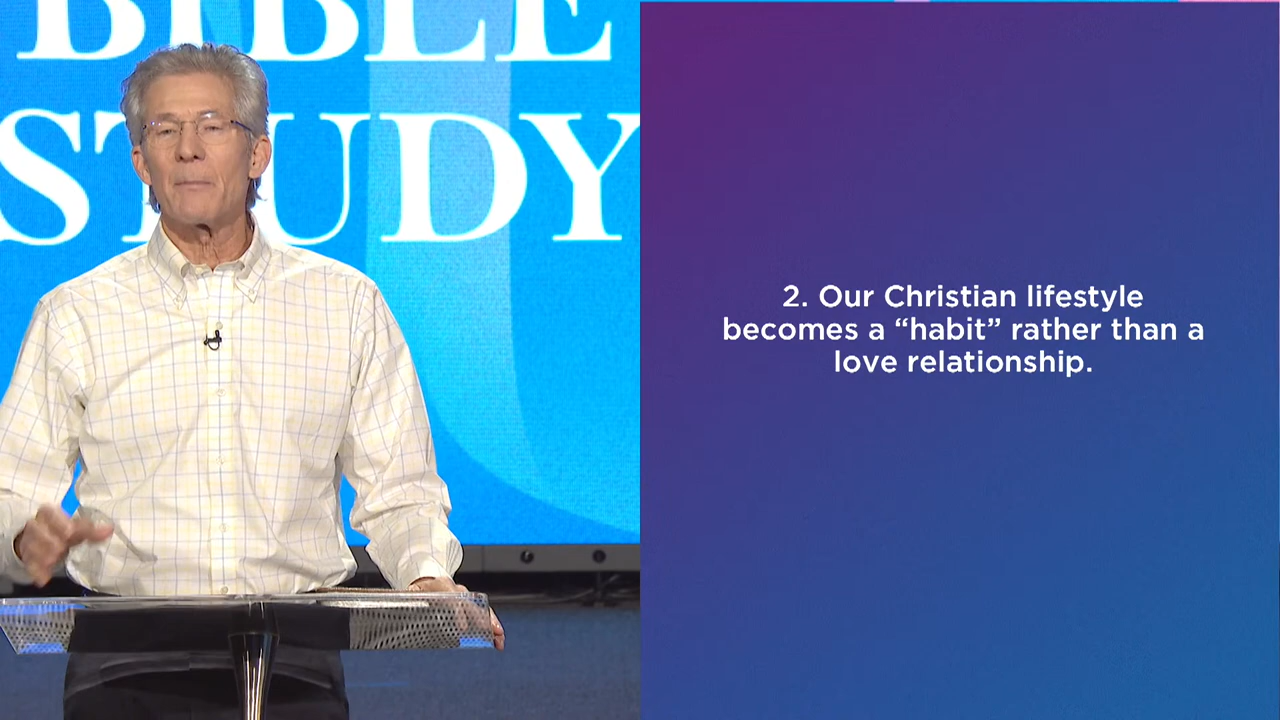 BIBLE
STUDY
2. Our Christian lifestyle
becomes a “habit” rather than a
love relationship.